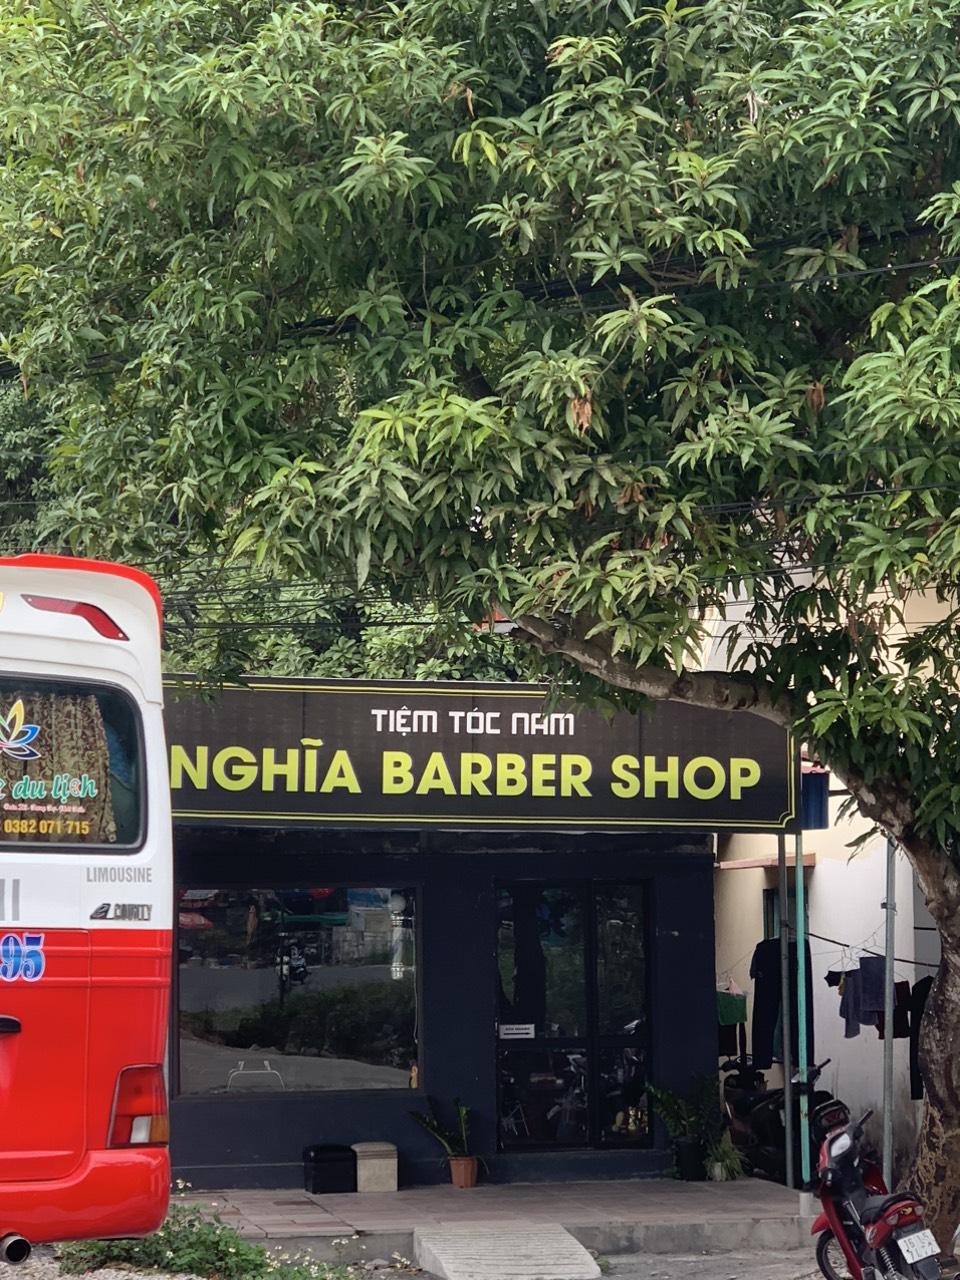 TIỆM TÓC NAM
NGHĨA BARBER SHOP
du lịch
0382 071 715
LIMOUSINE
COUNTY
95